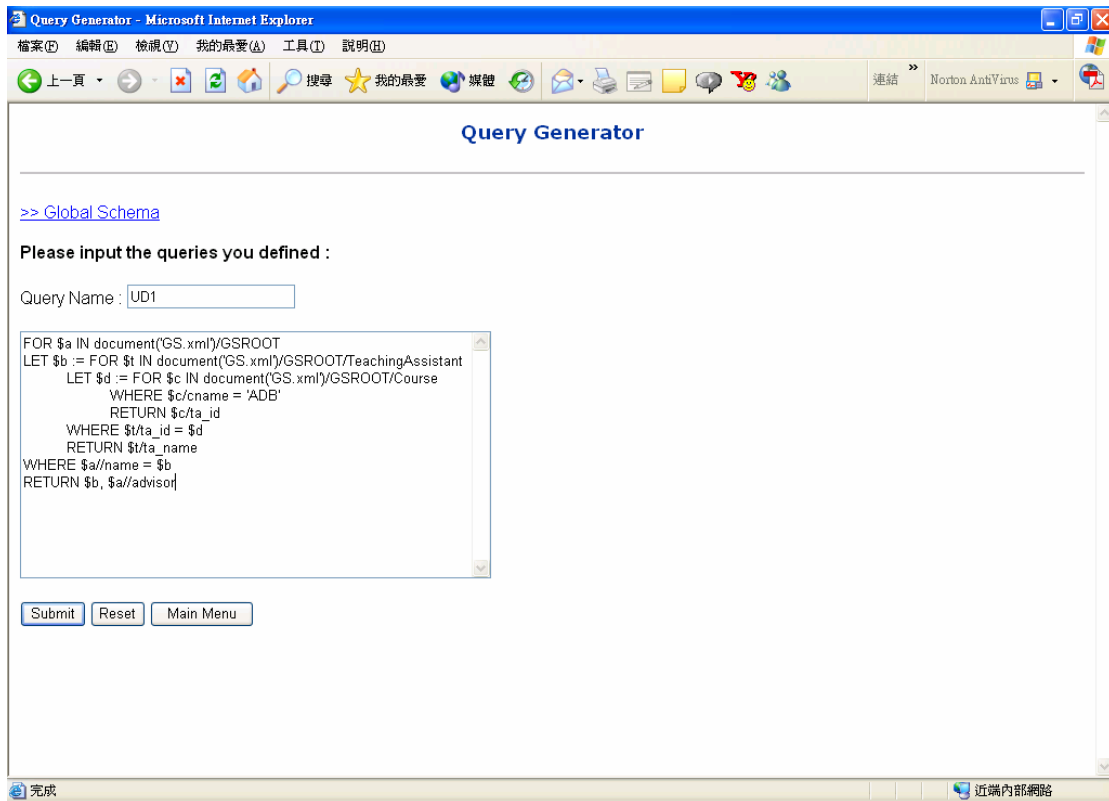 Query Generator - Microsoft Internet Explorer
檔案(F) 編輯(E) 檢視(V) 我的最愛(A) 工具(T) 說明(H)
上一頁 搜尋 我的最愛 媒體 連結 » Norton AntiVirus
Query Generator
>> Global Schema
Please input the queries you defined :
Query Name : UD1
FOR $a IN document('GS.xml')/GSROOT
LET $b := FOR $t IN document('GS.xml')/GSROOT/TeachingAssistant
LET $d := FOR $c IN document('GS.xml')/GSROOT/Course
WHERE $c/cname = 'ADB'
RETURN $c/ta_id
WHERE $t/ta_id = $d
RETURN $t/ta_name
WHERE $a//name = $b
RETURN $b, $a//advisor
Submit Reset Main Menu
完成 近端內部網路